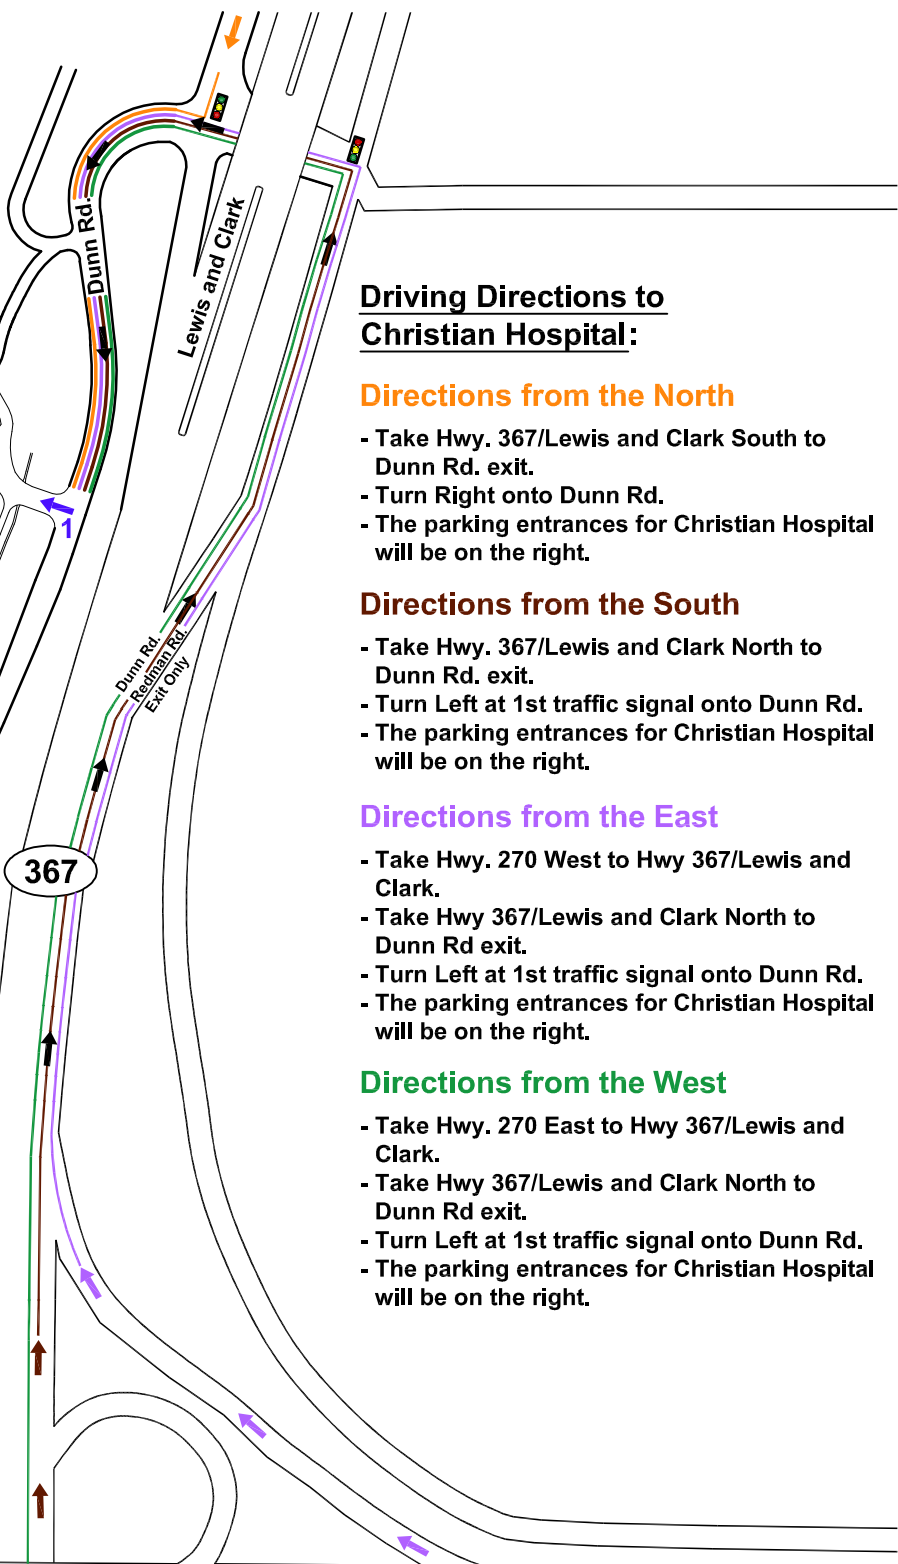 Dunn Rd.
Lewis and Clark
Driving Directions to
Christian Hospital:
Directions from the North
- Take Hwy. 367/Lewis and Clark South to
Dunn Rd. exit.
- Turn Right onto Dunn Rd.
- The parking entrances for Christian Hospital
will be on the right.
1
Directions from the South
- Take Hwy. 367/Lewis and Clark North to
Dunn Rd. exit.
- Turn Left at 1st traffic signal onto Dunn Rd.
- The parking entrances for Christian Hospital
will be on the right.
Dunn Rd.
Redman Rd.
Exit Only
Directions from the East
- Take Hwy. 270 West to Hwy 367/Lewis and
Clark.
- Take Hwy 367/Lewis and Clark North to
Dunn Rd exit.
- Turn Left at 1st traffic signal onto Dunn Rd.
- The parking entrances for Christian Hospital
will be on the right.
367
Directions from the West
- Take Hwy. 270 East to Hwy 367/Lewis and
Clark.
- Take Hwy 367/Lewis and Clark North to
Dunn Rd exit.
- Turn Left at 1st traffic signal onto Dunn Rd.
- The parking entrances for Christian Hospital
will be on the right.